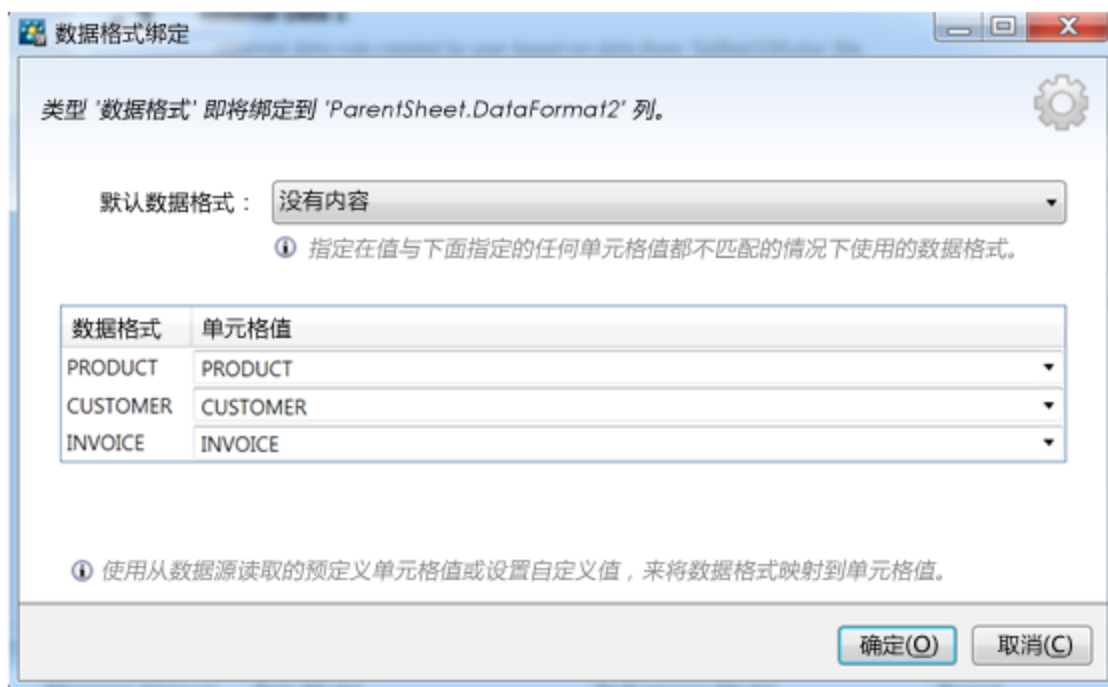 数据格式绑定
类型 '数据格式' 即将绑定到 'ParentSheet.DataFormat2' 列。
默认数据格式： 没有内容
指定在值与下面指定的任何单元格值都不匹配的情况下使用的数据格式。
数据格式 单元格值
PRODUCT PRODUCT
CUSTOMER CUSTOMER
INVOICE INVOICE
使用从数据源读取的预定义单元格值或设置自定义值，来将数据格式映射到单元格值。
确定(O) 取消(C)